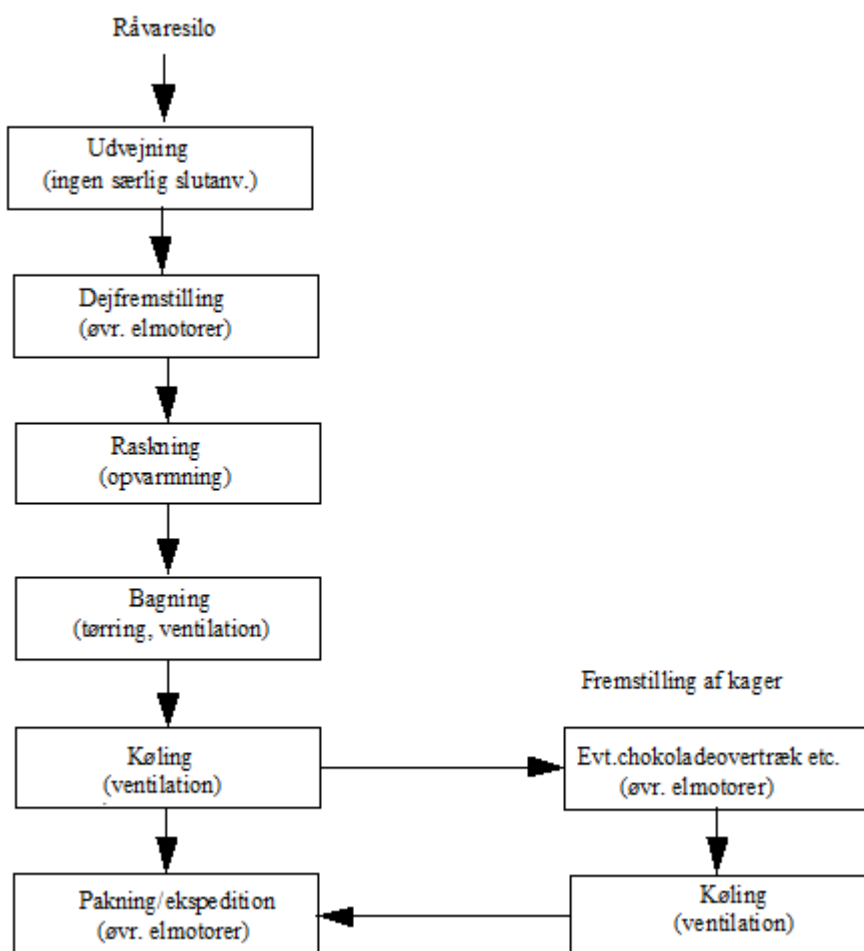 Råvaresilo
Udvejning
(ingen særlig slutanv.)
Dejfremstilling
(øvr. elmotorer)
Raskning
(opvarmning)
Bagning
(tørring, ventilation)
Køling
(ventilation)
Fremstilling af kager
Evt.chokoladeovertræk etc.
(øvr. elmotorer)
Køling
(ventilation)
Pakning/ekspedition
(øvr. elmotorer)